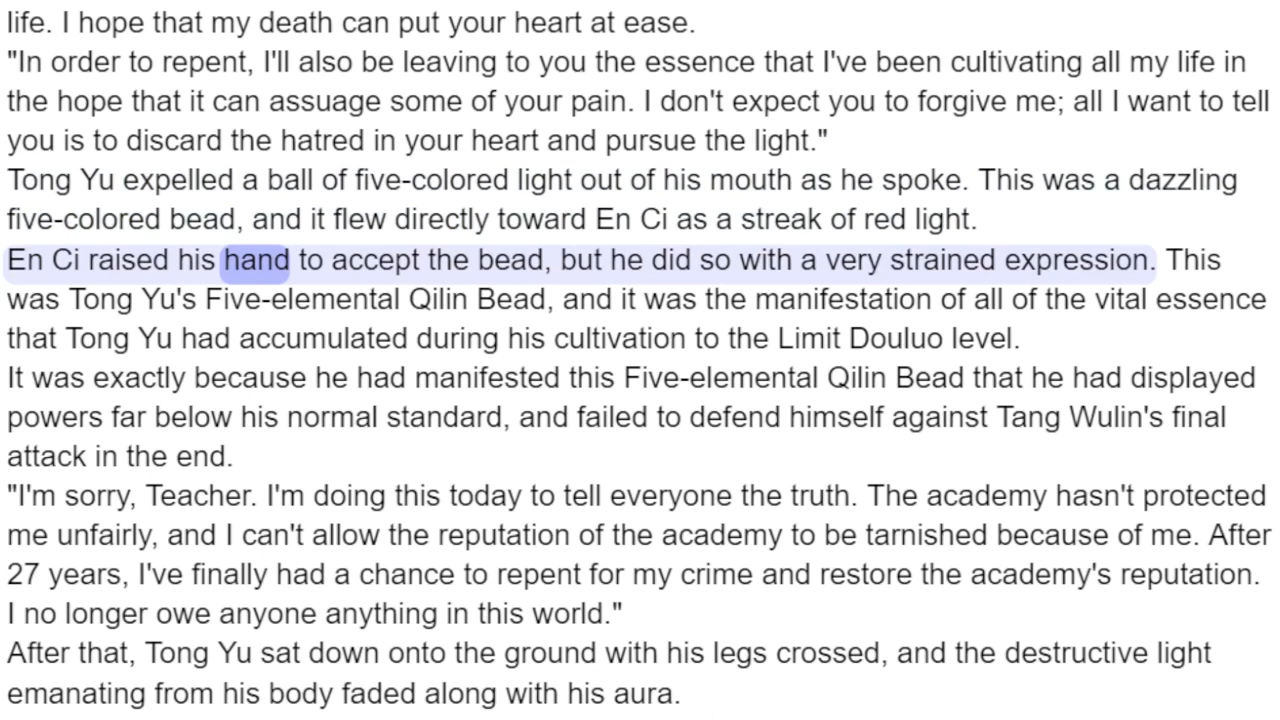 life. I hope that my death can put your heart at ease.
"In order to repent, I'll also be leaving to you the essence that I've been cultivating all my life in
the hope that it can assuage some of your pain. I don't expect you to forgive me; all I want to tell
you is to discard the hatred in your heart and pursue the light."
Tong Yu expelled a ball of five-colored light out of his mouth as he spoke. This was a dazzling
five-colored bead, and it flew directly toward En Ci as a streak of red light.
En Ci raised his hand to accept the bead, but he did so with a very strained expression. This
was Tong Yu's Five-elemental Qilin Bead, and it was the manifestation of all of the vital essence
that Tong Yu had accumulated during his cultivation to the Limit Douluo level.
It was exactly because he had manifested this Five-elemental Qilin Bead that he had displayed
powers far below his normal standard, and failed to defend himself against Tang Wulin's final
attack in the end.
"I'm sorry, Teacher. I'm doing this today to tell everyone the truth. The academy hasn't protected
me unfairly, and I can't allow the reputation of the academy to be tarnished because of me. After
27 years, I've finally had a chance to repent for my crime and restore the academy's reputation.
I no longer owe anyone anything in this world."
After that, Tong Yu sat down onto the ground with his legs crossed, and the destructive light
emanating from his body faded along with his aura.